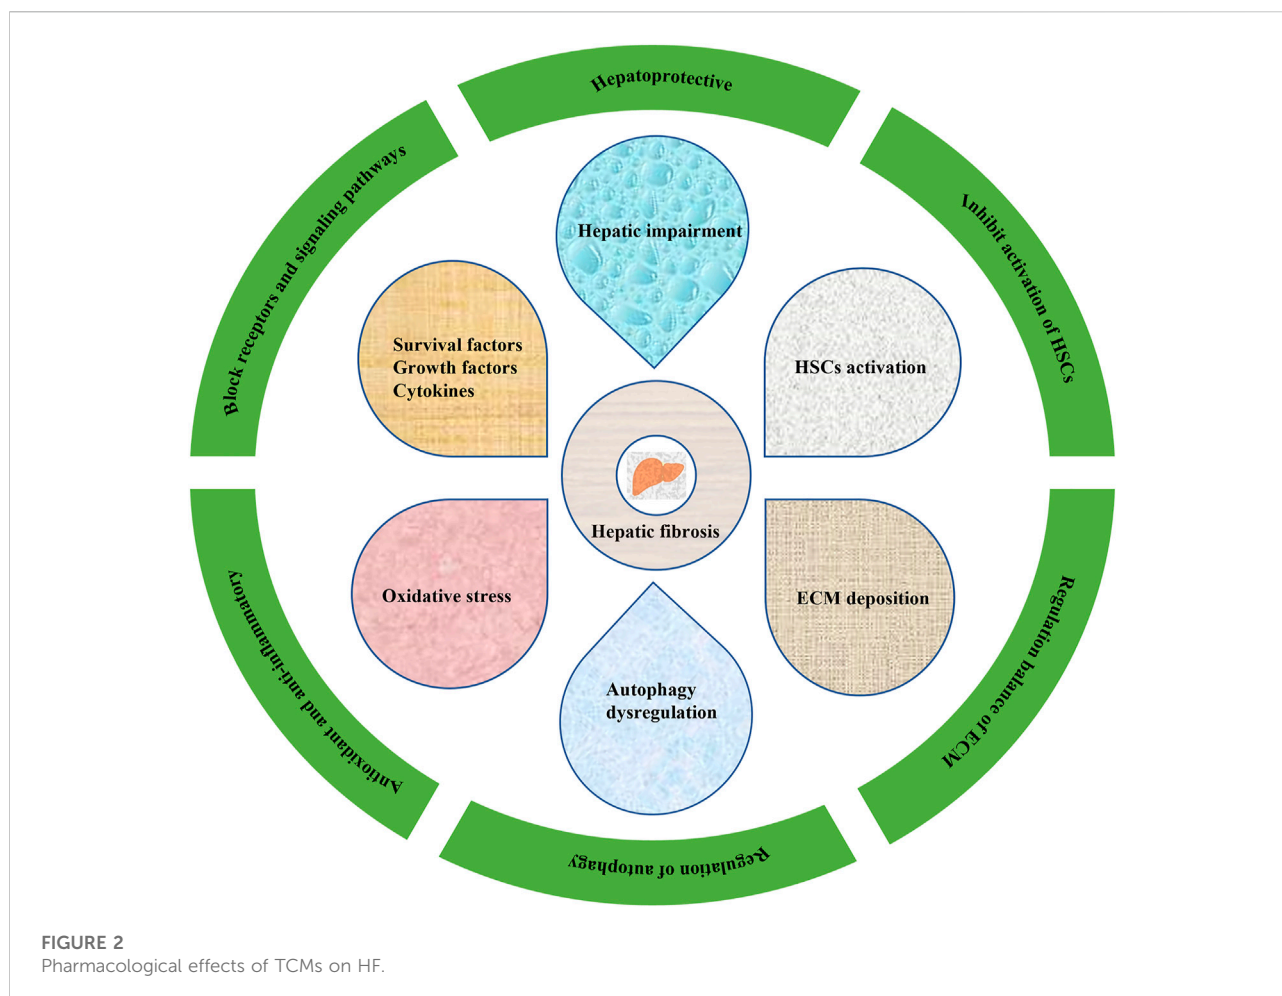 Hepatoprotective
Block receptors and signaling pathways
Inhibit activation of HSCs
Hepatic impairment
Survival factors
Growth factors
Cytokines
HSCs activation
Hepatic fibrosis
Oxidative stress
ECM deposition
Autophagy
dysregulation
Antioxidant and anti-inflammatory
Regulation balance of ECM
Regulation of autophagy
FIGURE 2
Pharmacological effects of TCMs on HF.